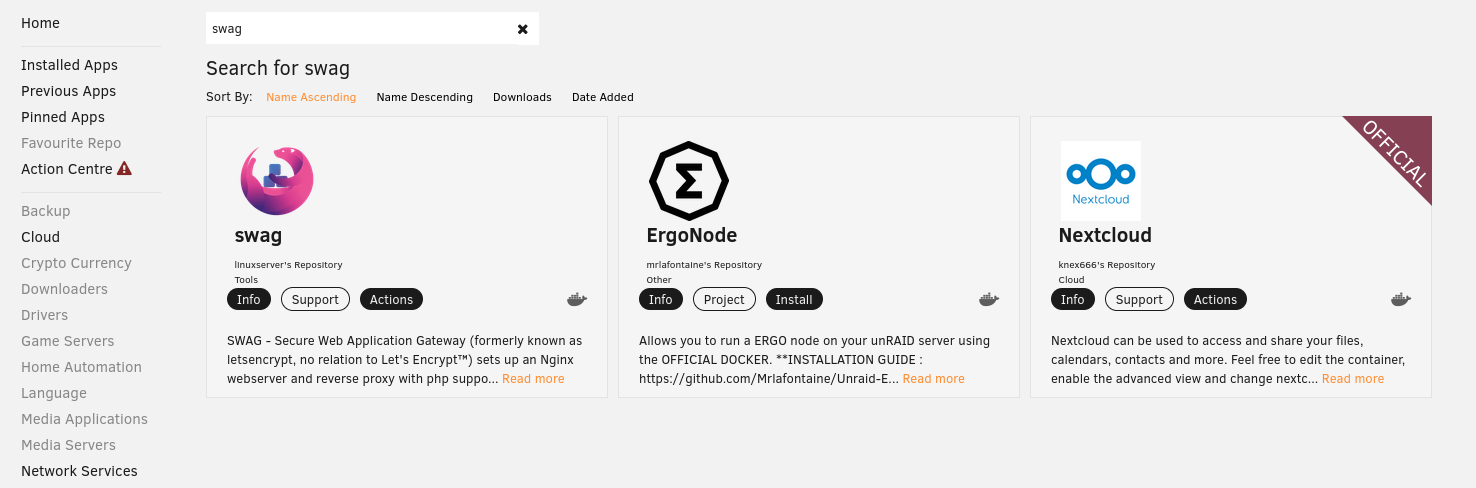 Home
Installed Apps
Previous Apps
Pinned Apps
Favourite Repo
Action Centre
Backup
Cloud
Crypto Currency
Downloaders
Drivers
Game Servers
Home Automation
Language
Media Applications
Media Servers
Network Services
swag
Search for swag
Sort By: Name Ascending Name Descending Downloads Date Added
swag
linuxserver's Repository
Tools
Info Support Actions
SWAG - Secure Web Application Gateway (formerly known as
letsencrypt, no relation to Let's Encrypt™) sets up an Nginx
webserver and reverse proxy with php suppo... Read more
Σ
ErgoNode
mrlafontaine's Repository
Other
Info Project Install
Allows you to run a ERGO node on your unRAID server using
the OFFICIAL DOCKER. **INSTALLATION GUIDE :
https://github.com/Mrlafontaine/Unraid-E... Read more
OFFICIAL
Nextcloud
Nextcloud
knex666's Repository
Cloud
Info Support Actions
Nextcloud can be used to access and share your files,
calendars, contacts and more. Feel free to edit the container,
enable the advanced view and change nextc... Read more